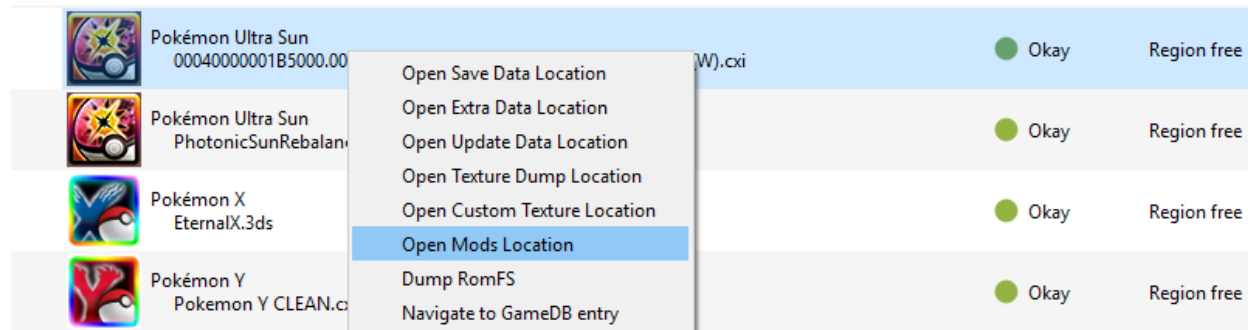 Pokémon Ultra Sun
00040000001B5000.00
W).cxi
Okay
Region free
Open Save Data Location
Open Extra Data Location
Open Update Data Location
Open Texture Dump Location
Open Custom Texture Location
Open Mods Location
Dump RomFS
Navigate to GameDB entry
Pokémon Ultra Sun
PhotonicSunRebalan
Okay
Region free
Pokémon X
EternalX.3ds
Okay
Region free
Pokémon Y
Pokemon Y CLEAN.c
Okay
Region free